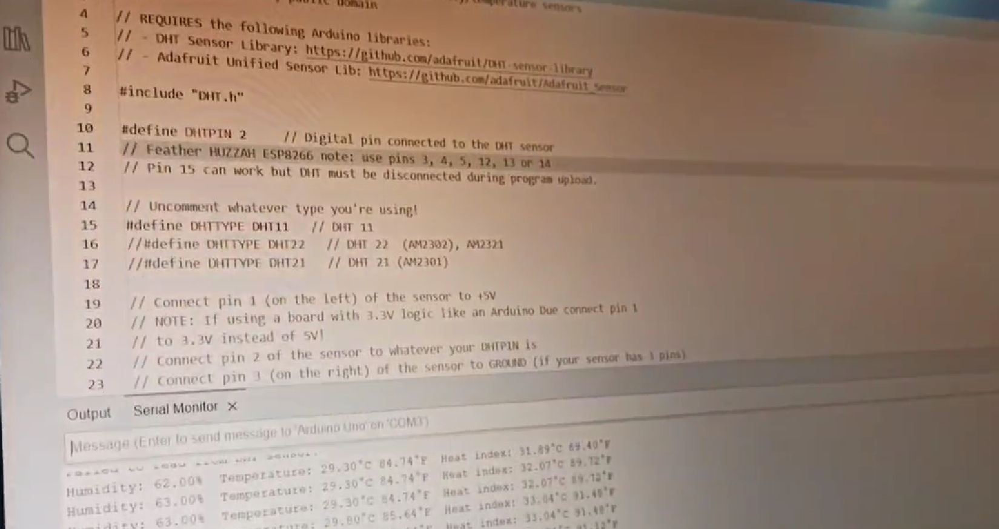 public domain
temperature sensors
4 // REQUIRES the following Arduino libraries:
5 // - DHT Sensor Library: https://github.com/adafruit/DHT-sensor-library
6 // - Adafruit Unified Sensor Lib: https://github.com/adafruit/Adafruit_Sensor
7
8 #include "DHT.h"
9
10 #define DHTPIN 2 // Digital pin connected to the DHT sensor
11 // Feather HUZZAH ESP8266 note: use pins 3, 4, 5, 12, 13 or 14
12 // Pin 15 can work but DHT must be disconnected during program upload.
13
14 // Uncomment whatever type you're using!
15 #define DHTTYPE DHT11 // DHT 11
16 //#define DHTTYPE DHT22 // DHT 22 (AM2302), AM2321
17 //#define DHTTYPE DHT21 // DHT 21 (AM2301)
18
19 // Connect pin 1 (on the left) of the sensor to +5V
20 // NOTE: If using a board with 3.3V logic like an Arduino Due connect pin 1
21 // to 3.3V instead of 5V!
22 // Connect pin 2 of the sensor to whatever your DHTPIN is
23 // Connect pin 3 (on the right) of the sensor to GROUND (if your sensor has pins)
Output Serial Monitor ×
Message (Enter to send message to 'Arduino Uno' on 'COM3')
Humidity: 62.00% Temperature: 29.30°C 84.74°F Heat index: 31.89°C
Humidity: 63.00% Temperature: 29.30°C 84.74°F Heat index: 32.07°C 89.72°F
63.00% Temperature: 29.30°C 84.74°F Heat index: 32.07°C 89.72°F
29.80°C 85.64°F Heat index: 33.04°C 91.48°F
Heat index: 33.04°C 91.48°F